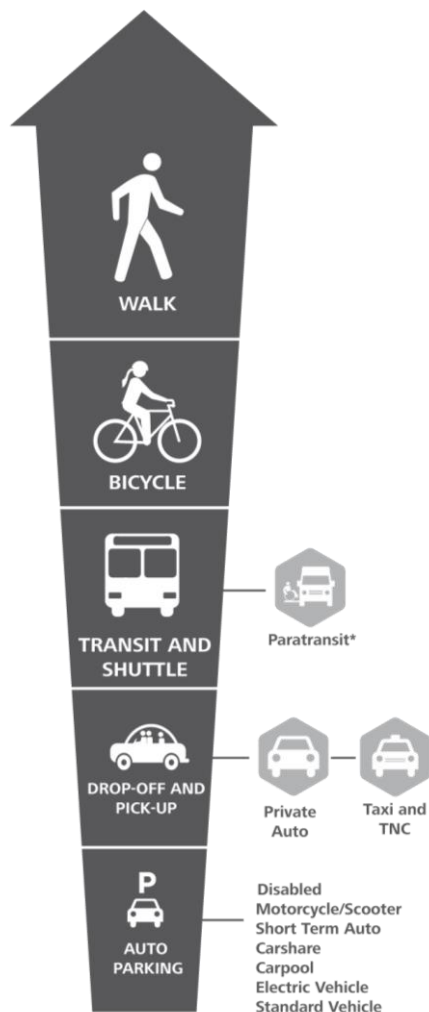 WALK
BICYCLE
TRANSIT AND
SHUTTLE
Paratransit*
DROP-OFF AND
PICK-UP
Private
Auto
Taxi and
TNC
P
AUTO
PARKING
Disabled
Motorcycle/Scooter
Short Term Auto
Carshare
Carpool
Electric Vehicle
Standard Vehicle